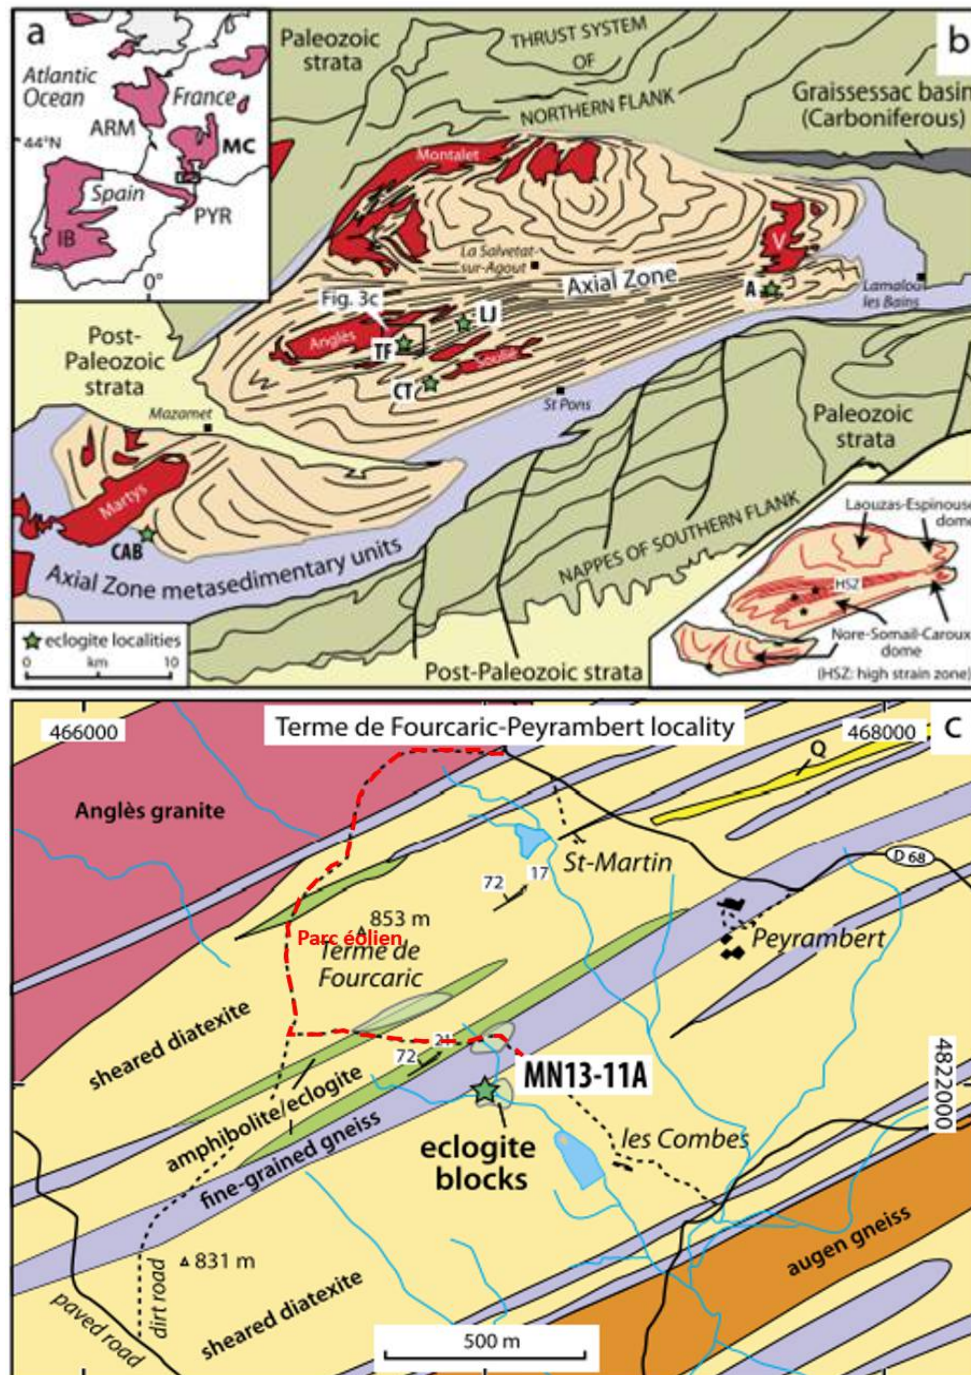 a
Atlantic
Ocean
France
ARM
MC
44°N
Spain
PYR
IB
0°
b
Paleozoic
strata
THRUST SYSTEM
OF
NORTHERN FLANK
Graissessac basin
(Carboniferous)
Montalet
La Salvetat-
sur-Agout
Axial Zone
V
A
Lamalou
les Bains
Fig. 3c
LJ
Anglès
TF
Soulié
CT
St Pons
Post-
Paleozoic
strata
Mazamet
Paleozoic
strata
Martys
CAB
Axial Zone metasedimentary units
NAPPES OF SOUTHERN FLANK
eclogite localities
0 km 10
Post-Paleozoic strata
Laouzas-Espinouse
dome
HSZ
Nore-Somail-Caroux
dome
(HSZ: high strain zone)
c
466000
Terme de Fourcaric-Peyrambert locality
468000
Q
Anglès granite
D 68
St-Martin
72 17
853 m
Parc éolien
Terme de
Fourcaric
Peyrambert
sheared diatexite
72 21
MN13-11A
4822000
amphibolite/eclogite
les Combes
eclogite
blocks
fine-grained gneiss
augen gneiss
831 m
dirt road
paved road
sheared diatexite
500 m